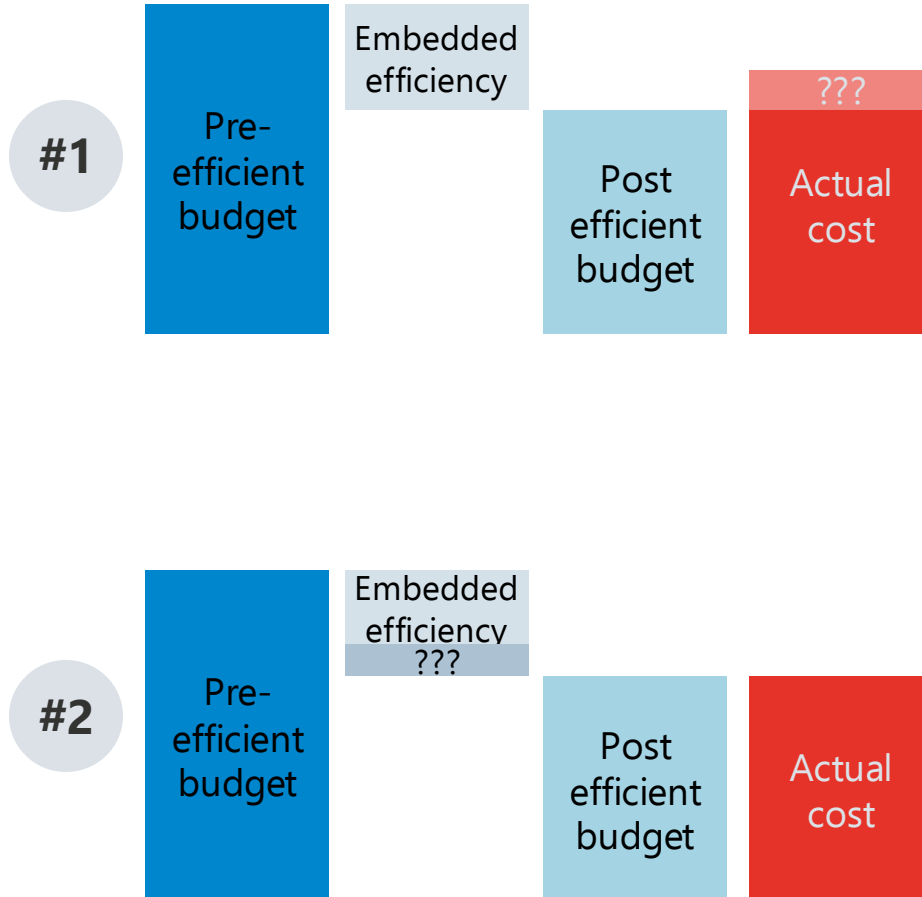 #1
Pre-
efficient
budget
Embedded
efficiency
Post
efficient
budget
???
Actual
cost
#2
Pre-
efficient
budget
Embedded
efficiency
???
Post
efficient
budget
Actual
cost